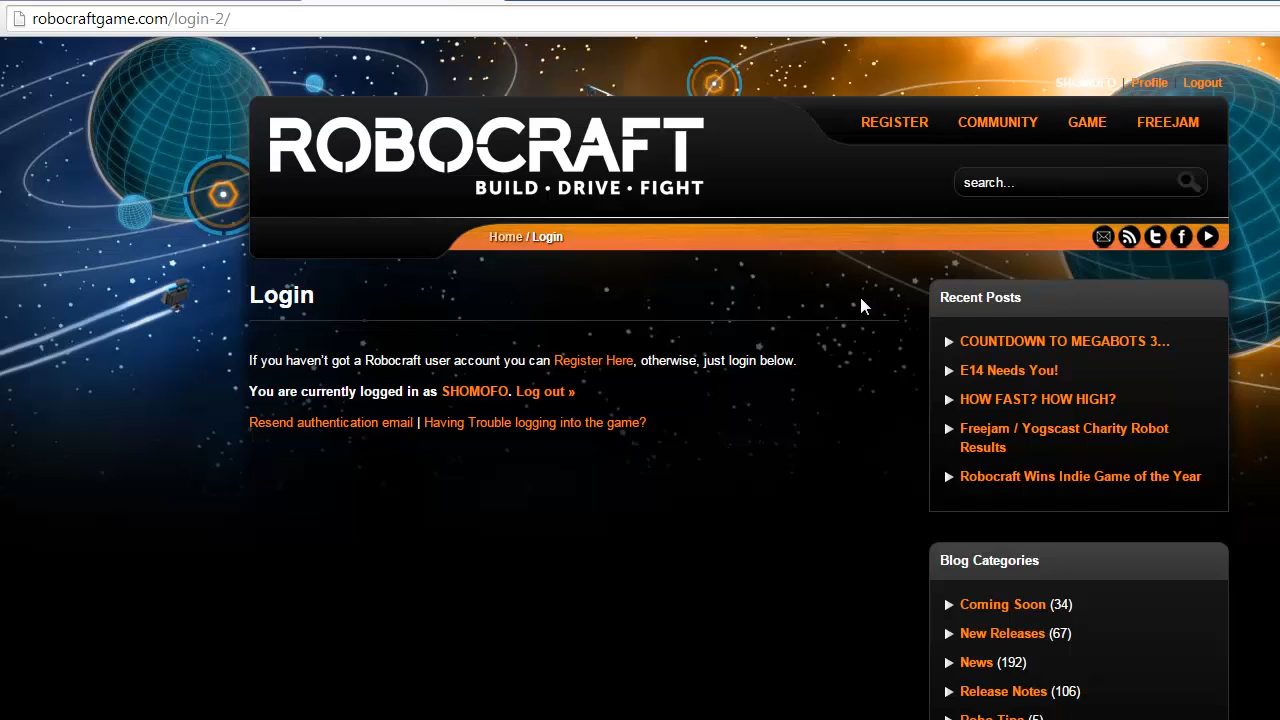 robocraftgame.com/login-2/
SHOMOFO | Profile | Logout
ROBOCRAFT
BUILD • DRIVE • FIGHT
REGISTER COMMUNITY GAME FREEJAM
search...
Home / Login
Login
If you haven't got a Robocraft user account you can Register Here, otherwise, just login below.
You are currently logged in as SHOMOFO. Log out »
Resend authentication email | Having Trouble logging into the game?
Recent Posts
COUNTDOWN TO MEGABOTS 3…
E14 Needs You!
HOW FAST? HOW HIGH?
Freejam / Yogscast Charity Robot
Results
Robocraft Wins Indie Game of the Year
Blog Categories
Coming Soon (34)
New Releases (67)
News (192)
Release Notes (106)
Robo Tips (5)